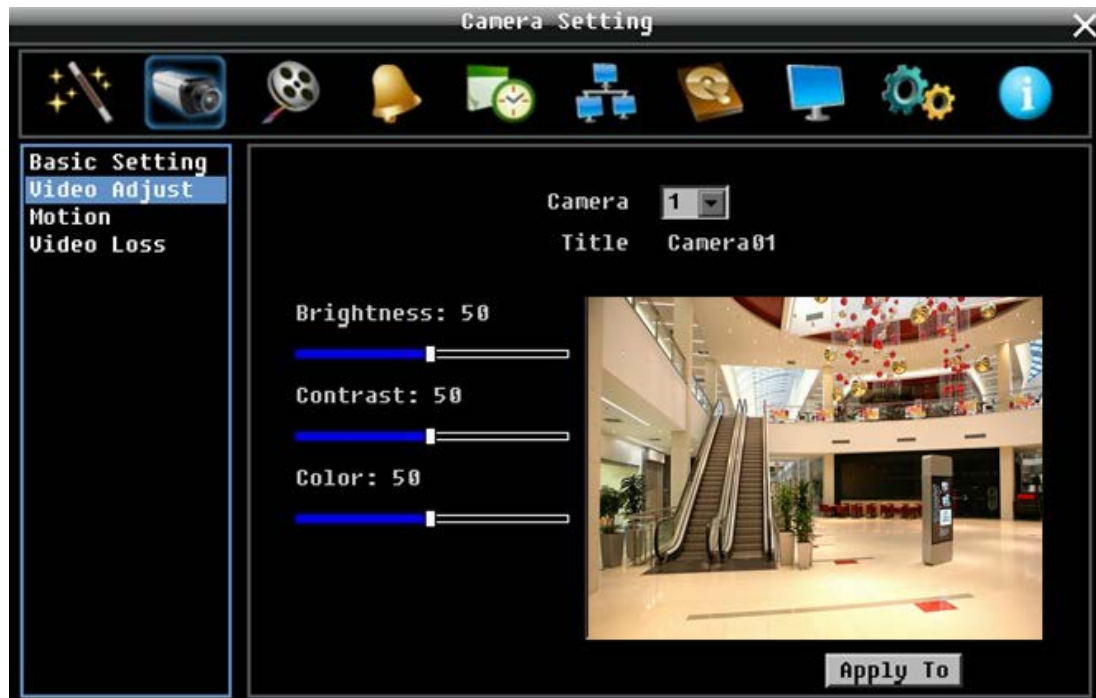 Camera Setting
Basic Setting
Video Adjust
Motion
Video Loss
Camera 1
Title Camera01
Brightness: 50
Contrast: 50
Color: 50
Apply To